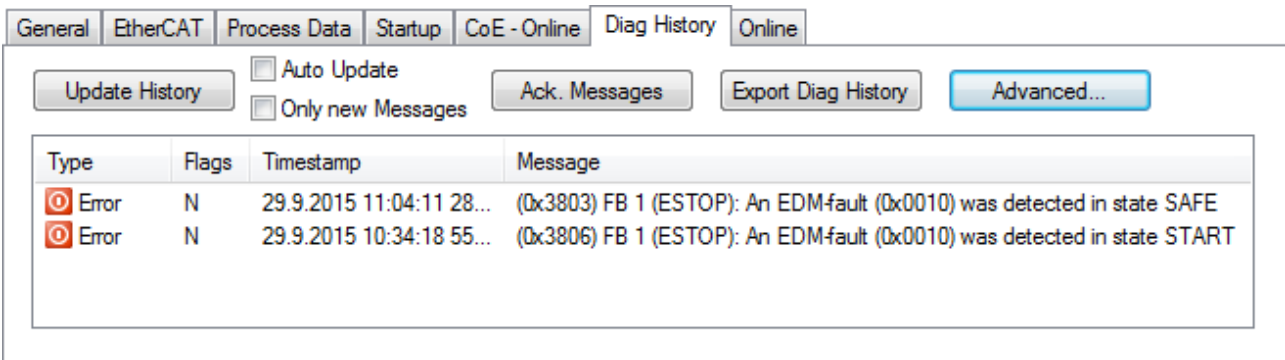 General EtherCAT Process Data Startup CoE - Online Diag History Online
Update History Auto Update Ack. Messages Export Diag History Advanced...
Only new Messages
Type Flags Timestamp Message
Error N 29.9.2015 11:04:11 28... (0x3803) FB 1 (ESTOP): An EDM-fault (0x0010) was detected in state SAFE
Error N 29.9.2015 10:34:18 55... (0x3806) FB 1 (ESTOP): An EDM-fault (0x0010) was detected in state START